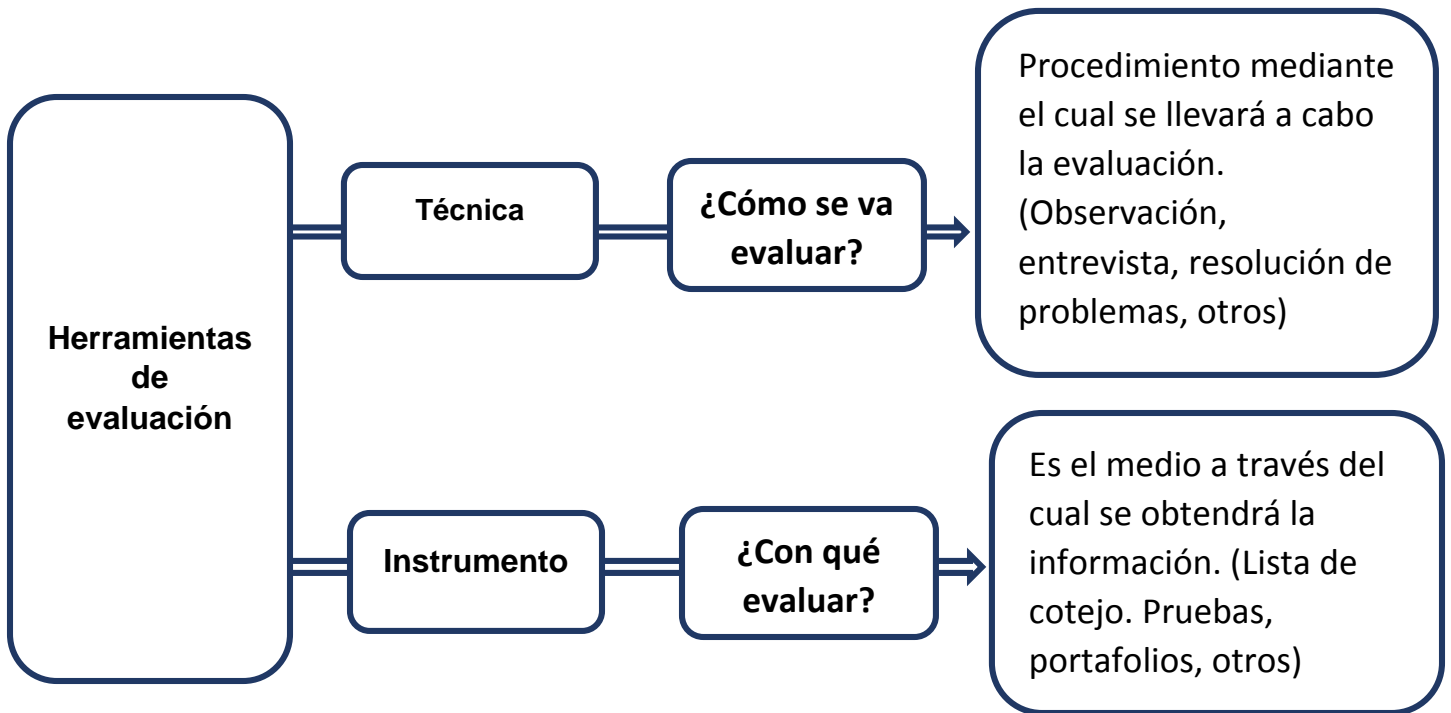 Herramientas
de
evaluación
Técnica
¿Cómo se va
evaluar?
Procedimiento mediante
el cual se llevará a cabo
la evaluación.
(Observación,
entrevista, resolución de
problemas, otros)
Instrumento
¿Con qué
evaluar?
Es el medio a través del
cual se obtendrá la
información. (Lista de
cotejo. Pruebas,
portafolios, otros)